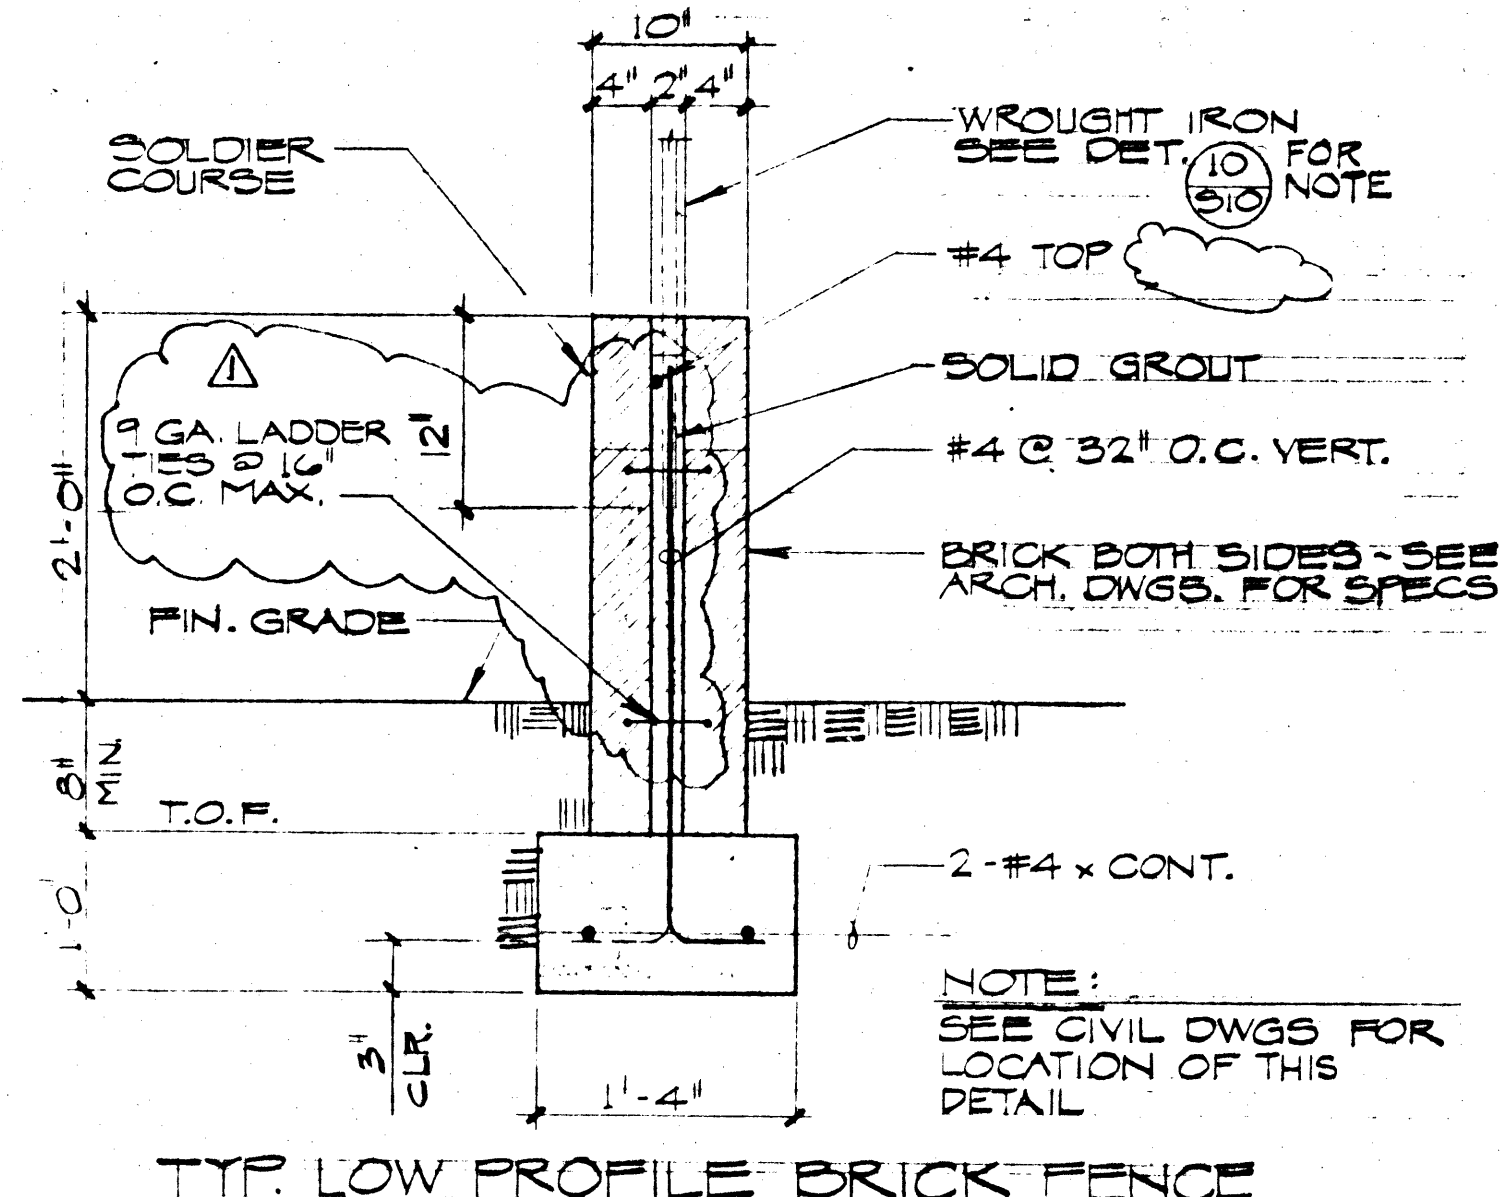 10"
4" 2" 4"
SOLDIER
COURSE
WROUGHT IRON
SEE DET. 10 FOR
S10 NOTE
#4 TOP
1
9 GA. LADDER
TIES @ 16"
O.C. MAX.
12"
2'-0"
SOLID GROUT
#4 @ 32" O.C. VERT.
BRICK BOTH SIDES ~ SEE
ARCH. DWGS. FOR SPECS
FIN. GRADE
8"
MIN.
T.O.F.
1'-0
2-#4 x CONT.
3"
CLR.
1'-4"
NOTE:
SEE CIVIL DWGS FOR
LOCATION OF THIS
DETAIL
TYP. LOW PROFILE BRICK FENCE